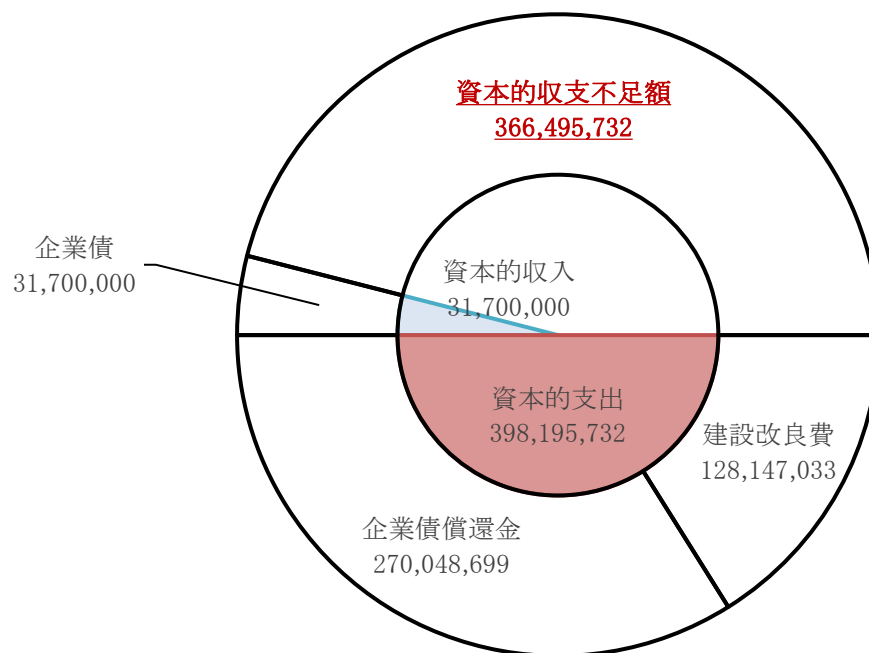 資本的収支不足額
366,495,732
企業債
31,700,000
資本的収入
31,700,000
資本的支出
398,195,732
建設改良費
128,147,033
企業債償還金
270,048,699